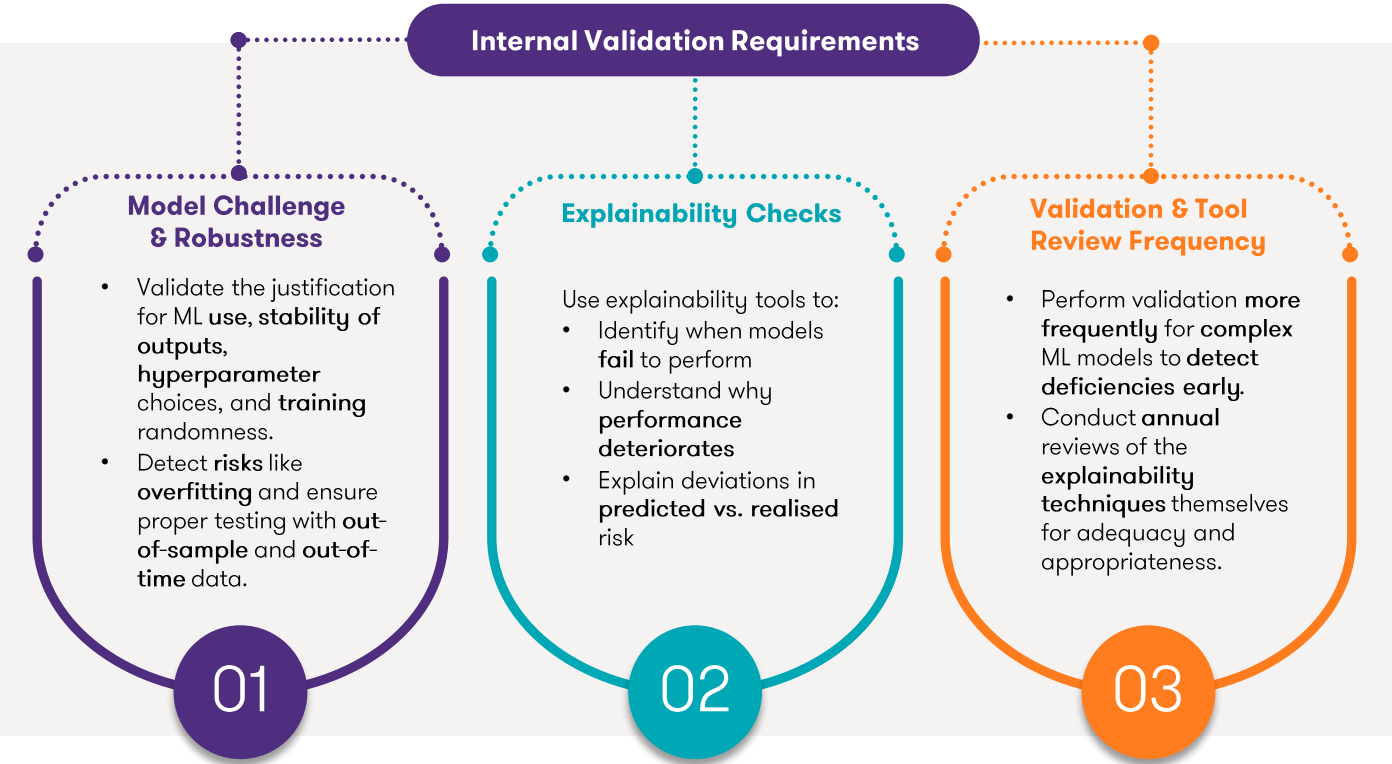 Internal Validation Requirements
Model Challenge
& Robustness
• Validate the justification
for ML use, stability of
outputs,
hyperparameter
choices, and training
randomness.
• Detect risks like
overfitting and ensure
proper testing with out-
of-sample and out-of-
time data.
01
Explainability Checks
Use explainability tools to:
• Identify when models
fail to perform
• Understand why
performance
deteriorates
• Explain deviations in
predicted vs. realised
risk
02
Validation & Tool
Review Frequency
• Perform validation more
frequently for complex
ML models to detect
deficiencies early.
• Conduct annual
reviews of the
explainability
techniques themselves
for adequacy and
appropriateness.
03